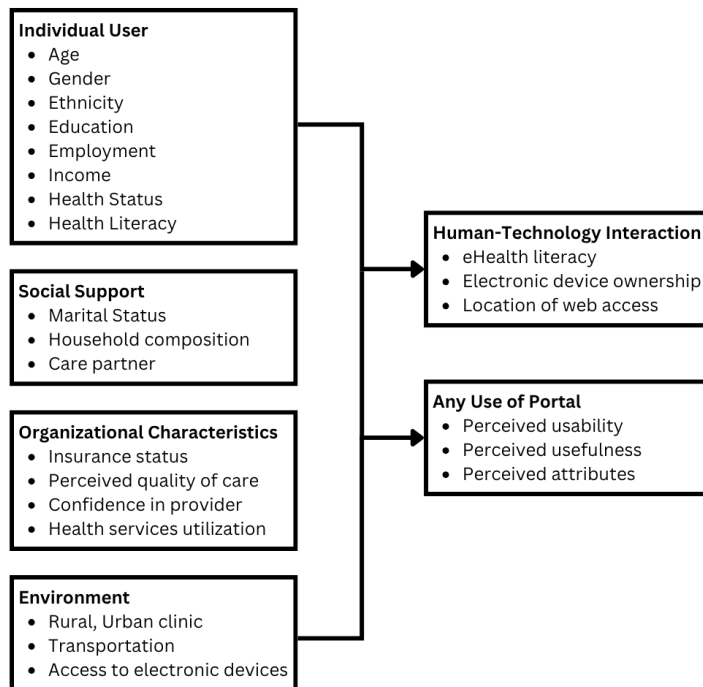 Individual User
• Age
• Gender
• Ethnicity
• Education
• Employment
• Income
• Health Status
• Health Literacy
Social Support
• Marital Status
• Household composition
• Care partner
Organizational Characteristics
• Insurance status
• Perceived quality of care
• Confidence in provider
• Health services utilization
Environment
• Rural, Urban clinic
• Transportation
• Access to electronic devices
Human-Technology Interaction
• eHealth literacy
• Electronic device ownership
• Location of web access
Any Use of Portal
• Perceived usability
• Perceived usefulness
• Perceived attributes